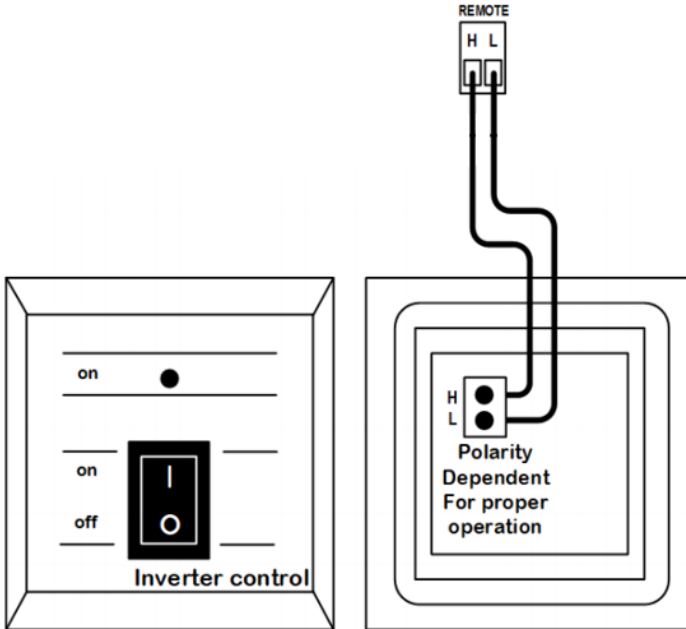 REMOTE
H L
on
on
I
off
O
Inverter control
H
L
Polarity
Dependent
For proper
operation